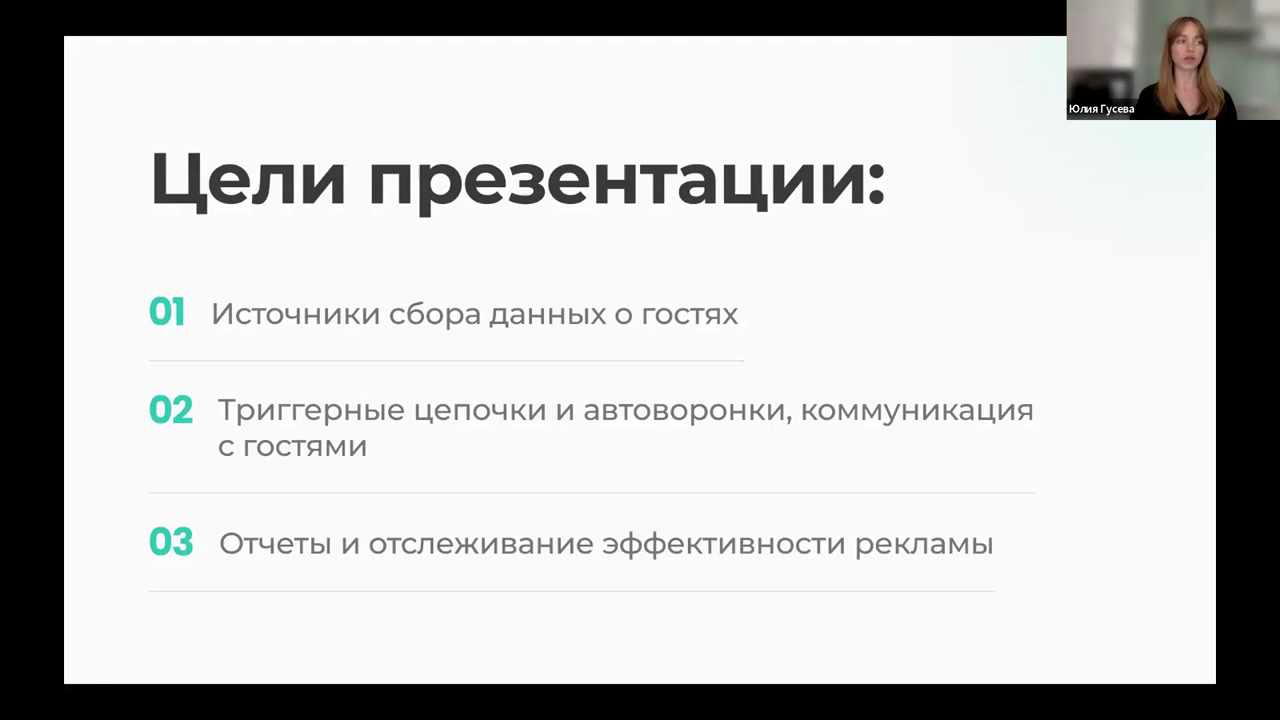 Юлия Гусева
Цели презентации:
01 Источники сбора данных о гостях
02 Триггерные цепочки и автоворонки, коммуникация
с гостями
03 Отчеты и отслеживание эффективности рекламы